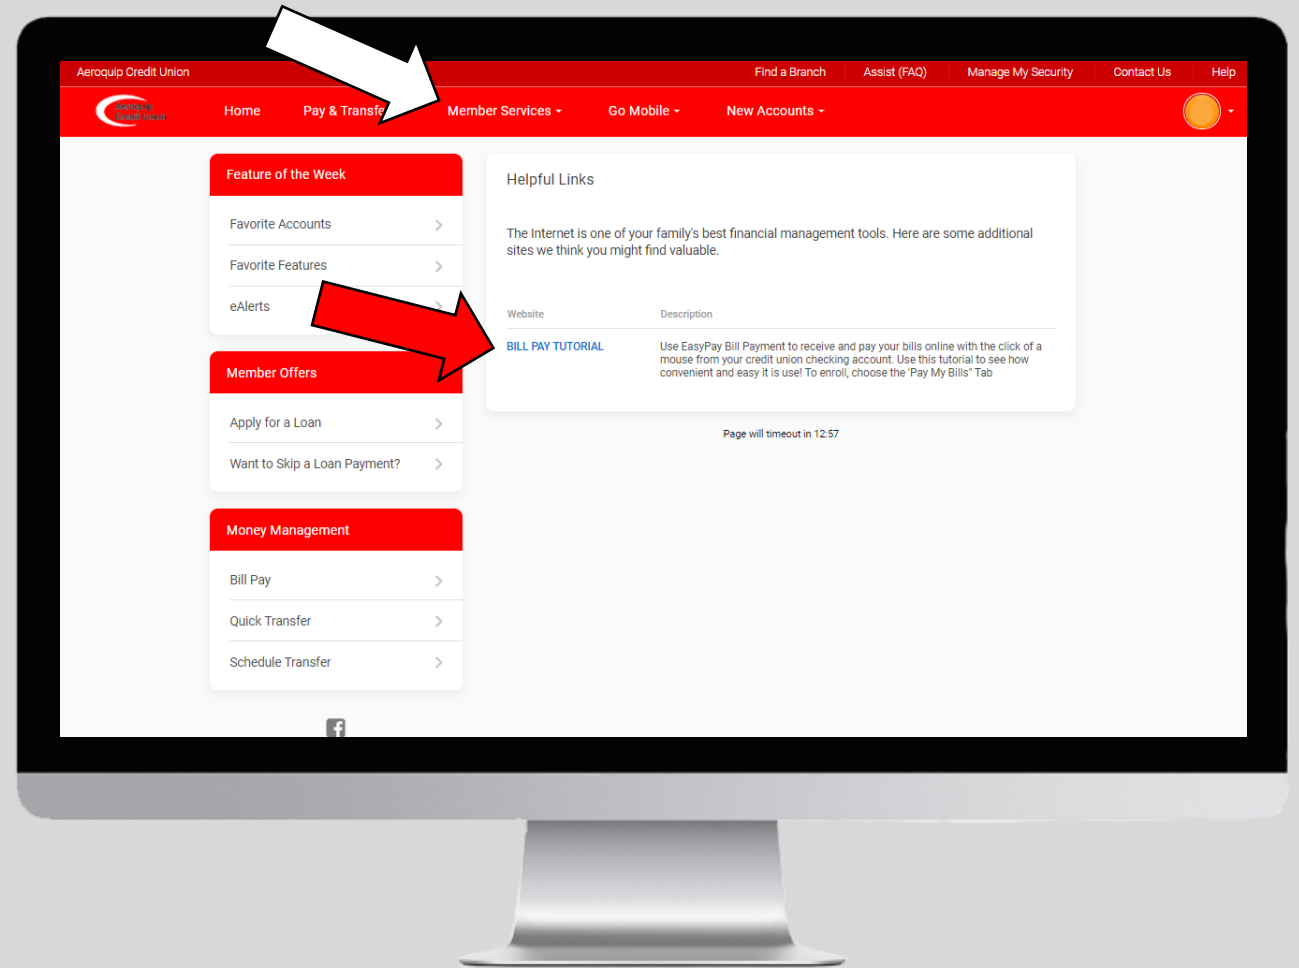 Aeroquip Credit Union
Find a Branch
Assist (FAQ)
Manage My Security
Contact Us
Help
Aeroquip
Credit Union
Home
Pay & Transfe
Member Services
Go Mobile
New Accounts
Feature of the Week
Favorite Accounts
Favorite Features
eAlerts
Member Offers
Apply for a Loan
Want to Skip a Loan Payment?
Money Management
Bill Pay
Quick Transfer
Schedule Transfer
Helpful Links
The Internet is one of your family's best financial management tools. Here are some additional
sites we think you might find valuable.
Website
Description
BILL PAY TUTORIAL
Use EasyPay Bill Payment to receive and pay your bills online with the click of a
mouse from your credit union checking account. Use this tutorial to see how
convenient and easy it is use! To enroll, choose the 'Pay My Bills" Tab
Page will timeout in 12:57